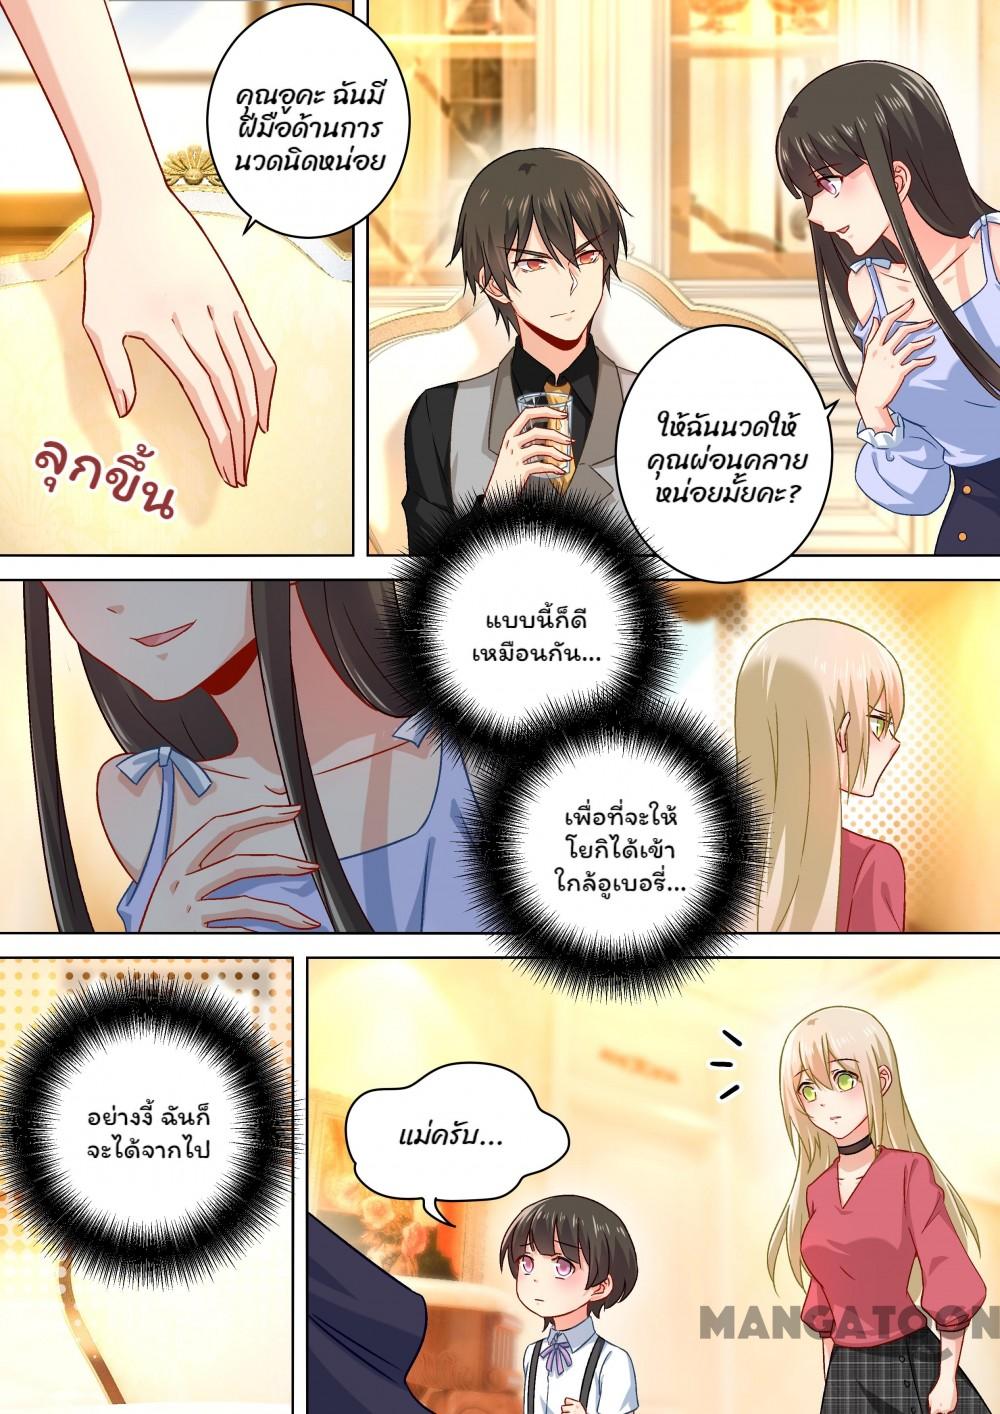 คุณอูคะ ฉันมี
ฝีมือด้านการ
นวดนิดหน่อย
ลุกขึ้น
ให้ฉันนวดให้
คุณผ่อนคลาย
หน่อยมั้ยคะ?
แบบนี้ก็ดี
เหมือนกัน...
เพื่อที่จะให้
โยกิได้เข้า
ใกล้อูเบอรี่...
อย่างงี้ ฉันก็
จะได้จากไป
แม่ครับ...
MANGATOON